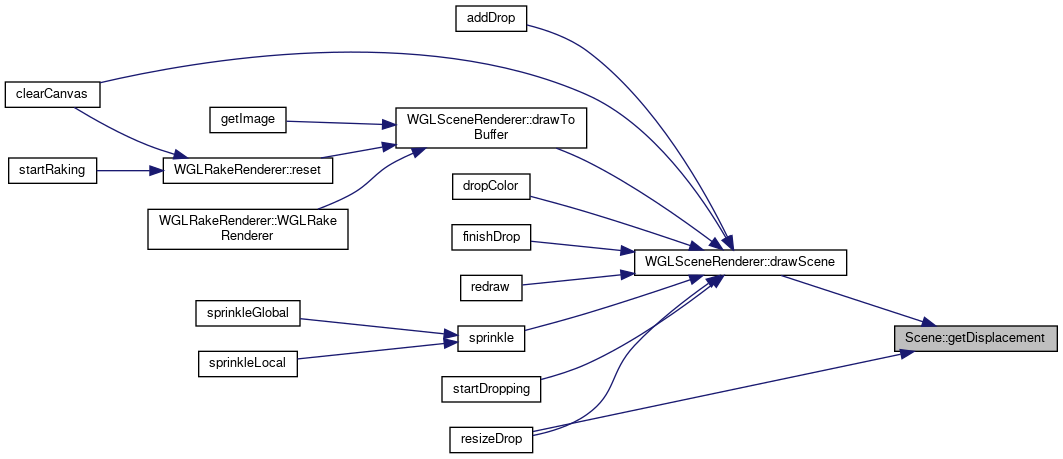 addDrop
clearCanvas
getImage
WGLSceneRenderer::drawTo
Buffer
startRaking
WGLRakeRenderer::reset
dropColor
WGLRakeRenderer::WGLRake
Renderer
finishDrop
WGLSceneRenderer::drawScene
redraw
sprinkleGlobal
sprinkle
Scene::getDisplacement
sprinkleLocal
startDropping
resizeDrop